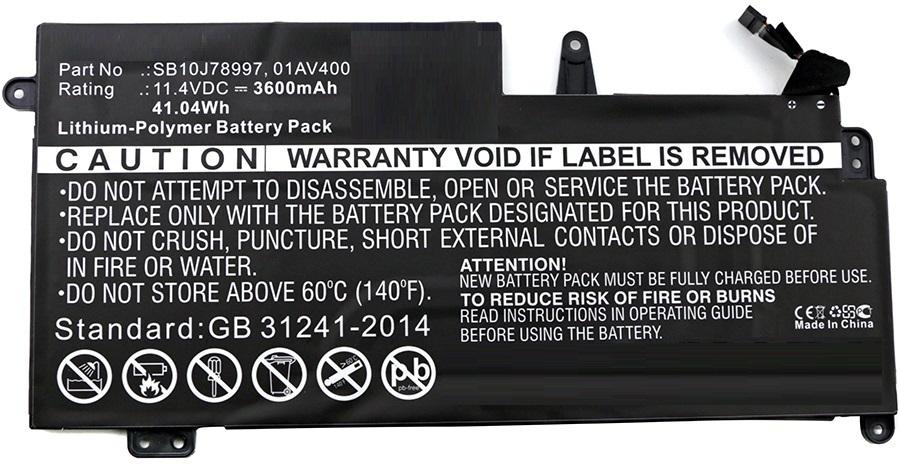 Part No .:SB10J78997, 01AV400
Rating .:11.4VDC ⎓ 3600mAh
41.04Wh
Lithium-Polymer Battery Pack
+ -
CAUTION WARRANTY VOID IF LABEL IS REMOVED
•DO NOT ATTEMPT TO DISASSEMBLE, OPEN OR SERVICE THE BATTERY PACK.
•REPLACE ONLY WITH THE BATTERY PACK DESIGNATED FOR THIS PRODUCT.
•DO NOT CRUSH, PUNCTURE, SHORT EXTERNAL CONTACTS OR DISPOSE OF
IN FIRE OR WATER.
•DO NOT STORE ABOVE 60°C (140°F).
ATTENTION!
NEW BATTERY PACK MUST BE FULLY CHARGED BEFORE USE.
TO REDUCE RISK OF FIRE OR BURNS
READ INSTRUCTIONS IN OPERATING GUIDE
BEFORE USING THE BATTERY.
Standard:GB 31241-2014
CE
Made In China
pb
pb-free